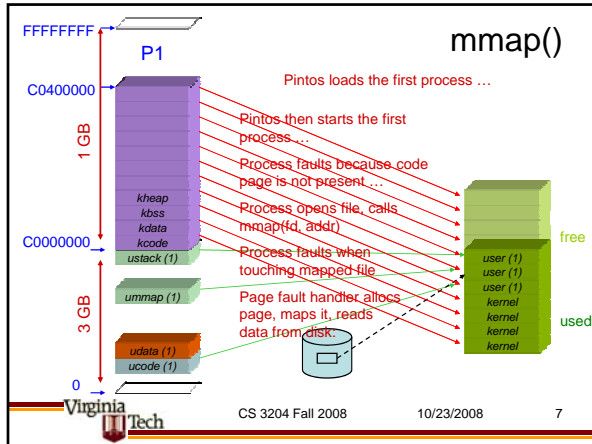 mmap()
FFFFFFFF
P1
C0400000
1 GB
kheap
kbss
kdata
kcode
C0000000
ustack (1)
3 GB
ummap (1)
udata (1)
ucode (1)
0
Pintos loads the first process …
Pintos then starts the first
process …
Process faults because code
page is not present …
Process opens file, calls
mmap(fd, addr)
Process faults when
touching mapped file
Page fault handler allocs
page, maps it, reads
data from disk:
free
user (1)
user (1)
user (1)
kernel
kernel
kernel
kernel
used
Virginia
Tech
CS 3204 Fall 2008
10/23/2008
7